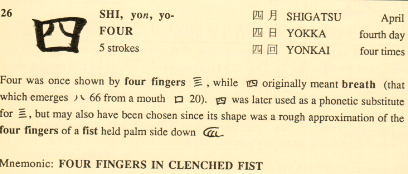 26
四
SHI, yon, yo-
FOUR
5 strokes
四月 SHIGATSU April
四日 YOKKA fourth day
四回 YONKAI four times
Four was once shown by four fingers 亖, while 四 originally meant breath (that
which emerges ハ 66 from a mouth 口 20). 四 was later used as a phonetic substitute
for 亖, but may also have been chosen since its shape was a rough approximation of the
four fingers of a fist held palm side down
Mnemonic: FOUR FINGERS IN CLENCHED FIST